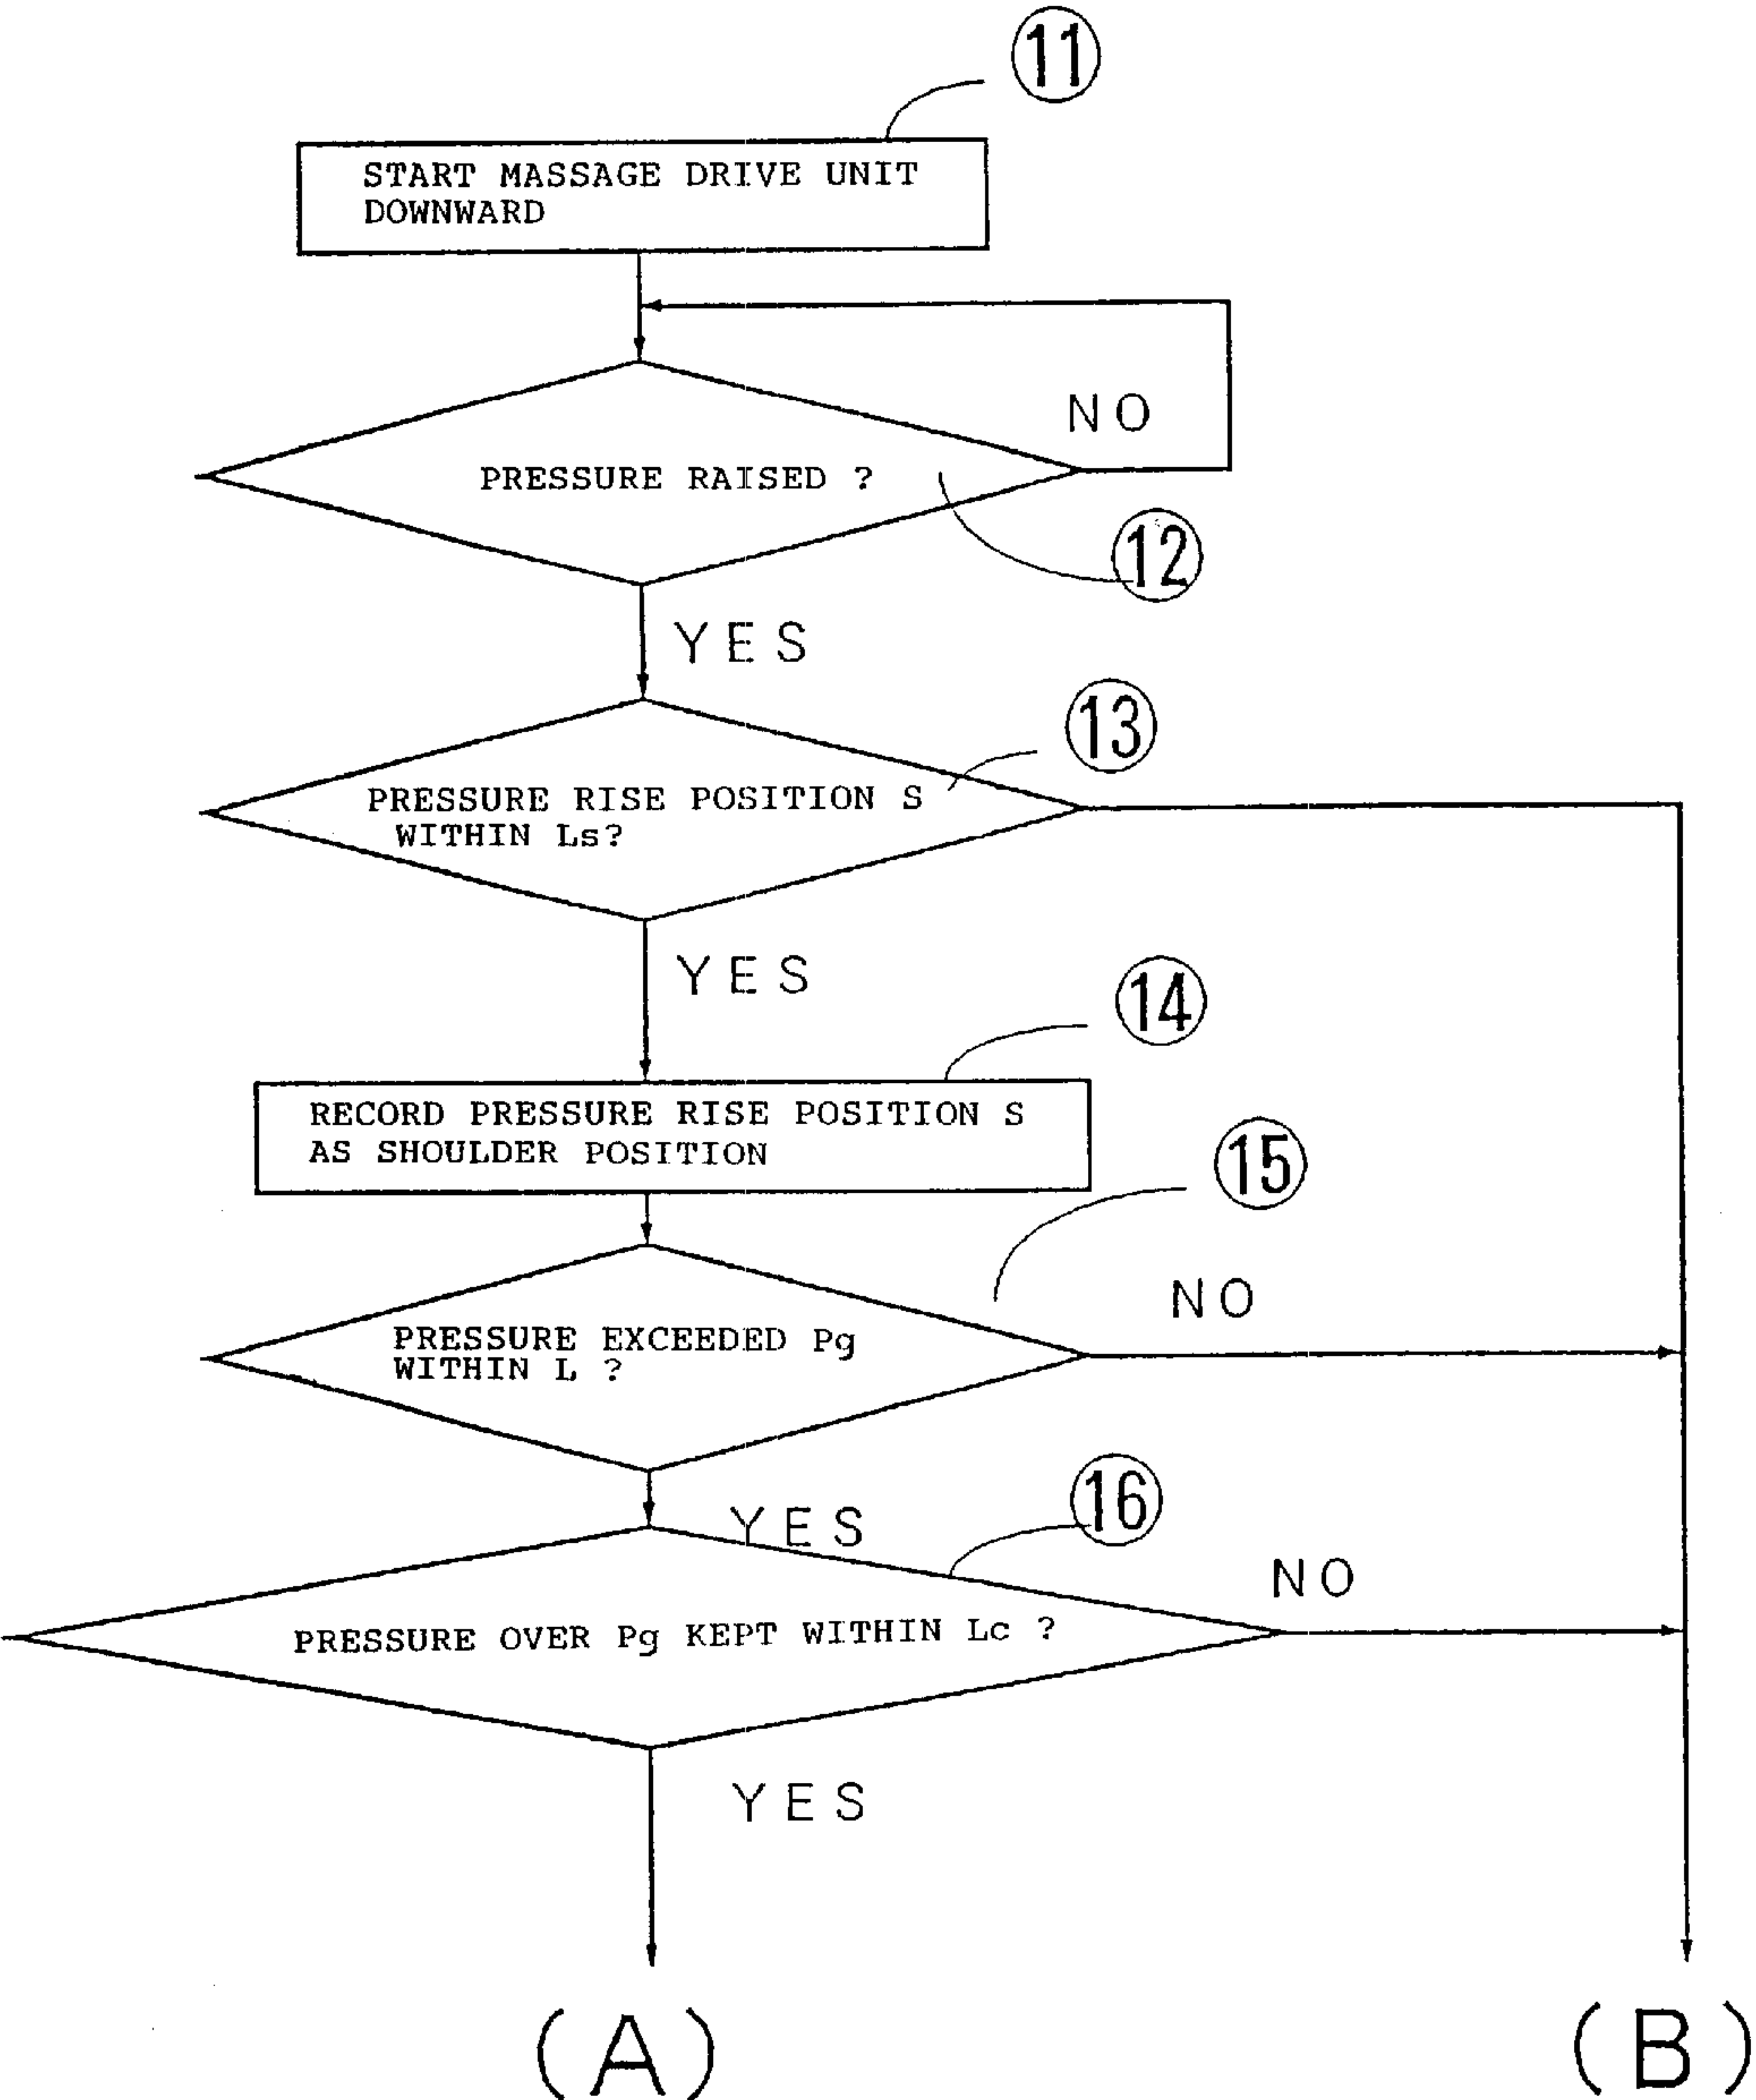 11
START MASSAGE DRIVE UNIT
DOWNWARD
NO
PRESSURE RAISED ?
12
YES
13
PRESSURE RISE POSITION S
WITHIN Ls?
YES
14
RECORD PRESSURE RISE POSITION S
AS SHOULDER POSITION
15
NO
PRESSURE EXCEEDED Pg
WITHIN L ?
16
YES
NO
PRESSURE OVER Pg KEPT WITHIN Lc ?
YES
(A)
(B)